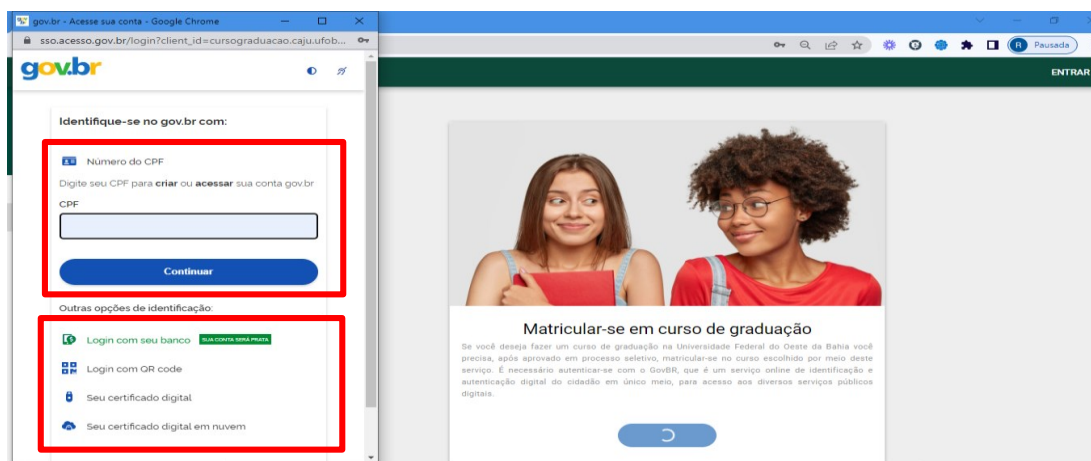 gov.br - Acesse sua conta - Google Chrome
sso.acesso.gov.br/login?client_id=cursograduacao.caju.ufob...
R Pausada
gov.br
ENTRAR
Identifique-se no gov.br com:
Número do CPF
Digite seu CPF para criar ou acessar sua conta gov.br
CPF
Continuar
Outras opções de identificação:
Login com seu banco SUA CONTA SERÁ PRATA
Login com QR code
Seu certificado digital
Seu certificado digital em nuvem
Matricular-se em curso de graduação
Se você deseja fazer um curso de graduação na Universidade Federal do Oeste da Bahia você
precisa, após aprovado em processo seletivo, matricular-se no curso escolhido por meio deste
serviço. É necessário autenticar-se com o GovBR, que é um serviço online de identificação e
autenticação digital do cidadão em único meio, para acesso aos diversos serviços públicos
digitais.